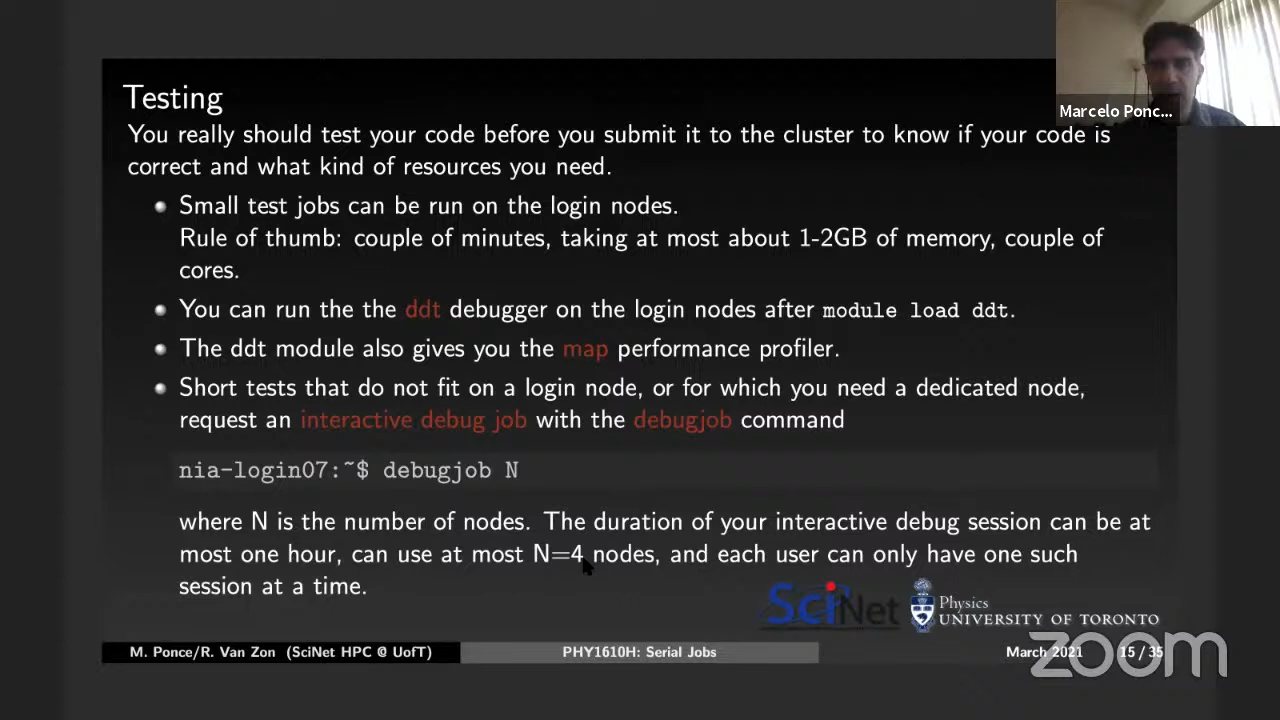 Marcelo Ponc...
Testing
You really should test your code before you submit it to the cluster to know if your code is
correct and what kind of resources you need.
Small test jobs can be run on the login nodes.
Rule of thumb: couple of minutes, taking at most about 1-2GB of memory, couple of
cores.
You can run the the ddt debugger on the login nodes after module load ddt.
The ddt module also gives you the map performance profiler.
Short tests that do not fit on a login node, or for which you need a dedicated node,
request an interactive debug job with the debugjob command
nia-login07:~$ debugjob N
where N is the number of nodes. The duration of your interactive debug session can be at
most one hour, can use at most N=4 nodes, and each user can only have one such
session at a time.
SciNet
Physics
UNIVERSITY OF TORONTO
M. Ponce/R. Van Zon (SciNet HPC @ UofT) PHY1610H: Serial Jobs March 2021 15 / 35
zoom